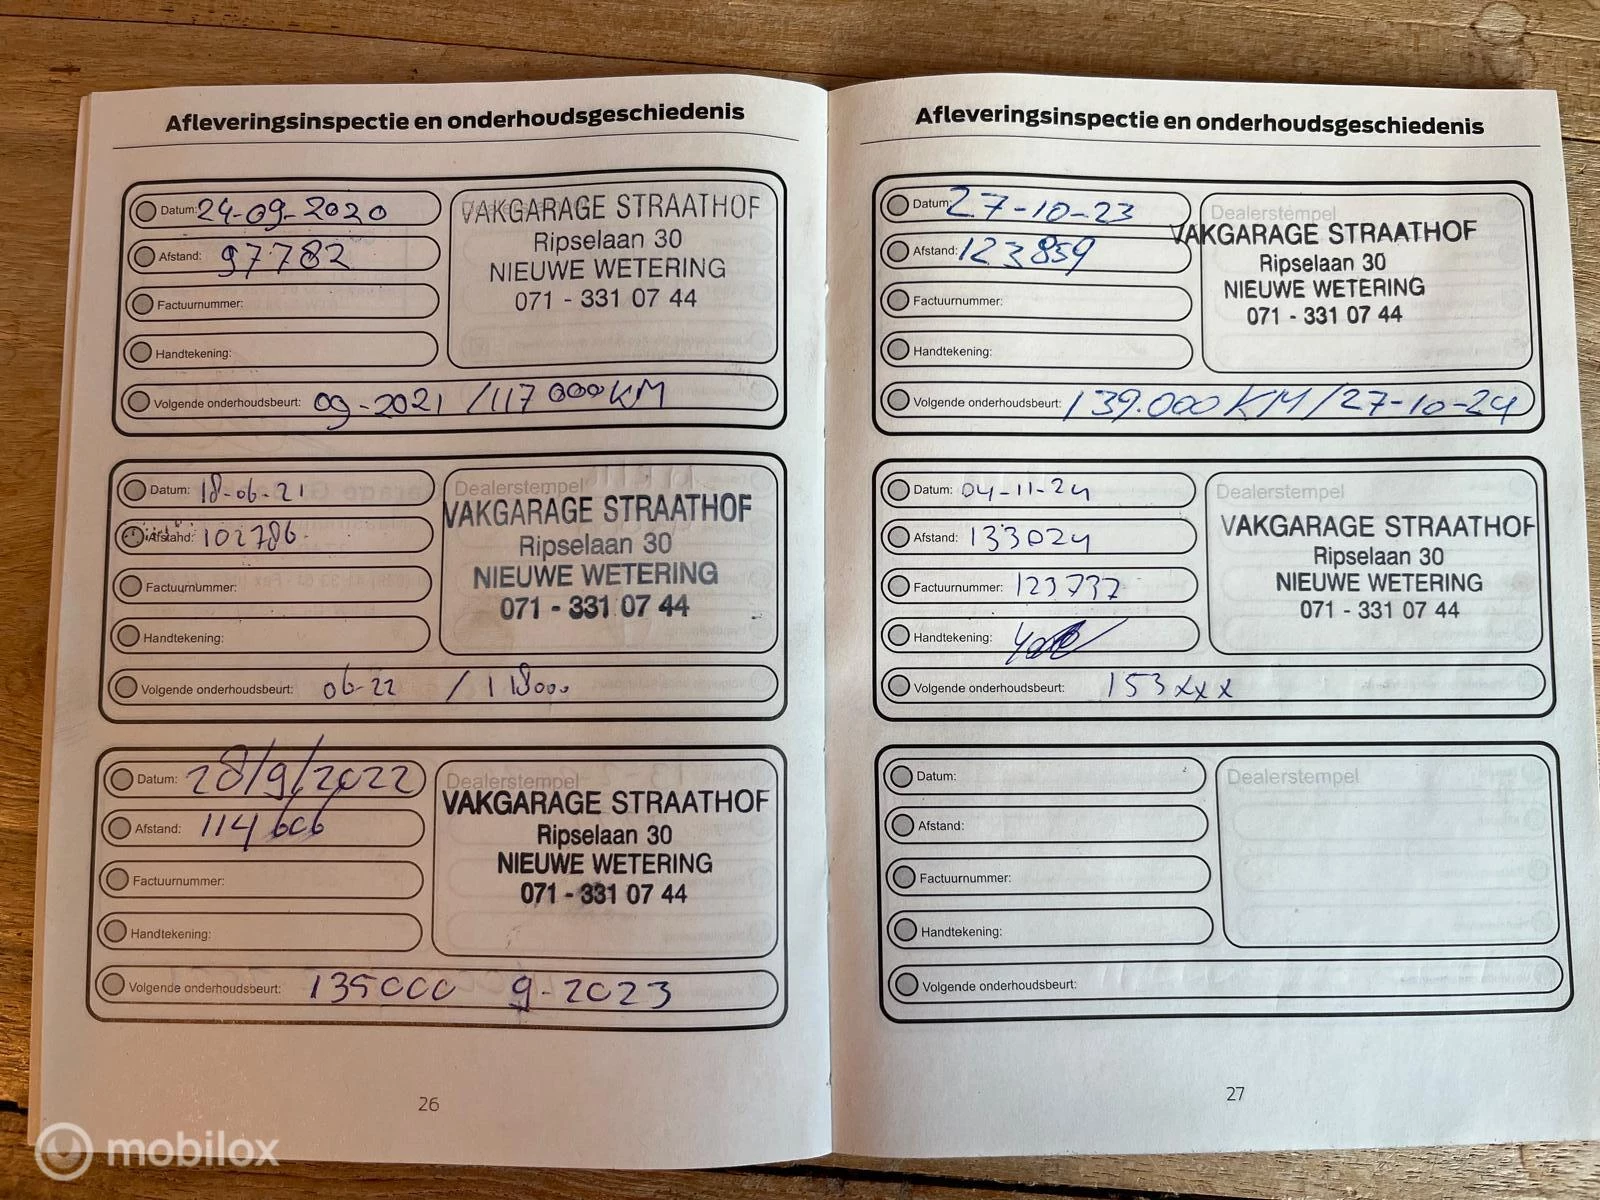 Afleveringsinspectie en onderhoudsgeschiedenis
Datum: 24-09-2020
Afstand: 97782
Factuurnummer:
Handtekening:
VAKGARAGE STRAATHOF
Ripselaan 30
NIEUWE WETERING
071 - 331 07 44
Volgende onderhoudsbeurt: 09-2021 / 117 000 KM
Datum: 18-06-21
Afstand: 102786
Factuurnummer:
Handtekening:
Dealerstempel
VAKGARAGE STRAATHOF
Ripselaan 30
NIEUWE WETERING
071 - 331 07 44
Volgende onderhoudsbeurt: 06-22 / 118000
Datum: 28/9/2022
Afstand: 114606
Factuurnummer:
Handtekening:
Dealerstempel
VAKGARAGE STRAATHOF
Ripselaan 30
NIEUWE WETERING
071 - 331 07 44
Volgende onderhoudsbeurt: 135000 9-2023
26
Afleveringsinspectie en onderhoudsgeschiedenis
Datum: 27-10-23
Afstand: 123859
Factuurnummer:
Handtekening:
Dealerstempel
VAKGARAGE STRAATHOF
Ripselaan 30
NIEUWE WETERING
071 - 331 07 44
Volgende onderhoudsbeurt: 139.000 KM/27-10-24
Datum: 04-11-24
Afstand: 133024
Factuurnummer: 123737
Handtekening:
Dealerstempel
VAKGARAGE STRAATHOF
Ripselaan 30
NIEUWE WETERING
071 - 331 07 44
Volgende onderhoudsbeurt: 153xxx
Datum:
Afstand:
Factuurnummer:
Handtekening:
Dealerstempel
Volgende onderhoudsbeurt:
27
mobilox